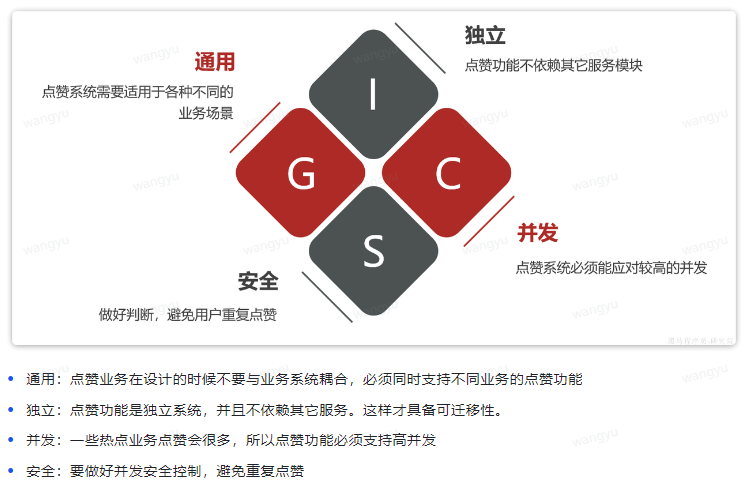 I
独立
点赞功能不依赖其它服务模块
通用
点赞系统需要适用于各种不同的
业务场景
G
C
S
并发
点赞系统必须能应对较高的并发
安全
做好判断，避免用户重复点赞
• 通用：点赞业务在设计的时候不要与业务系统耦合，必须同时支持不同业务的点赞功能
• 独立：点赞功能是独立系统，并且不依赖其它服务。这样才具备可迁移性。
• 并发：一些热点业务点赞会很多，所以点赞功能必须支持高并发
• 安全：要做好并发安全控制，避免重复点赞
wangyu